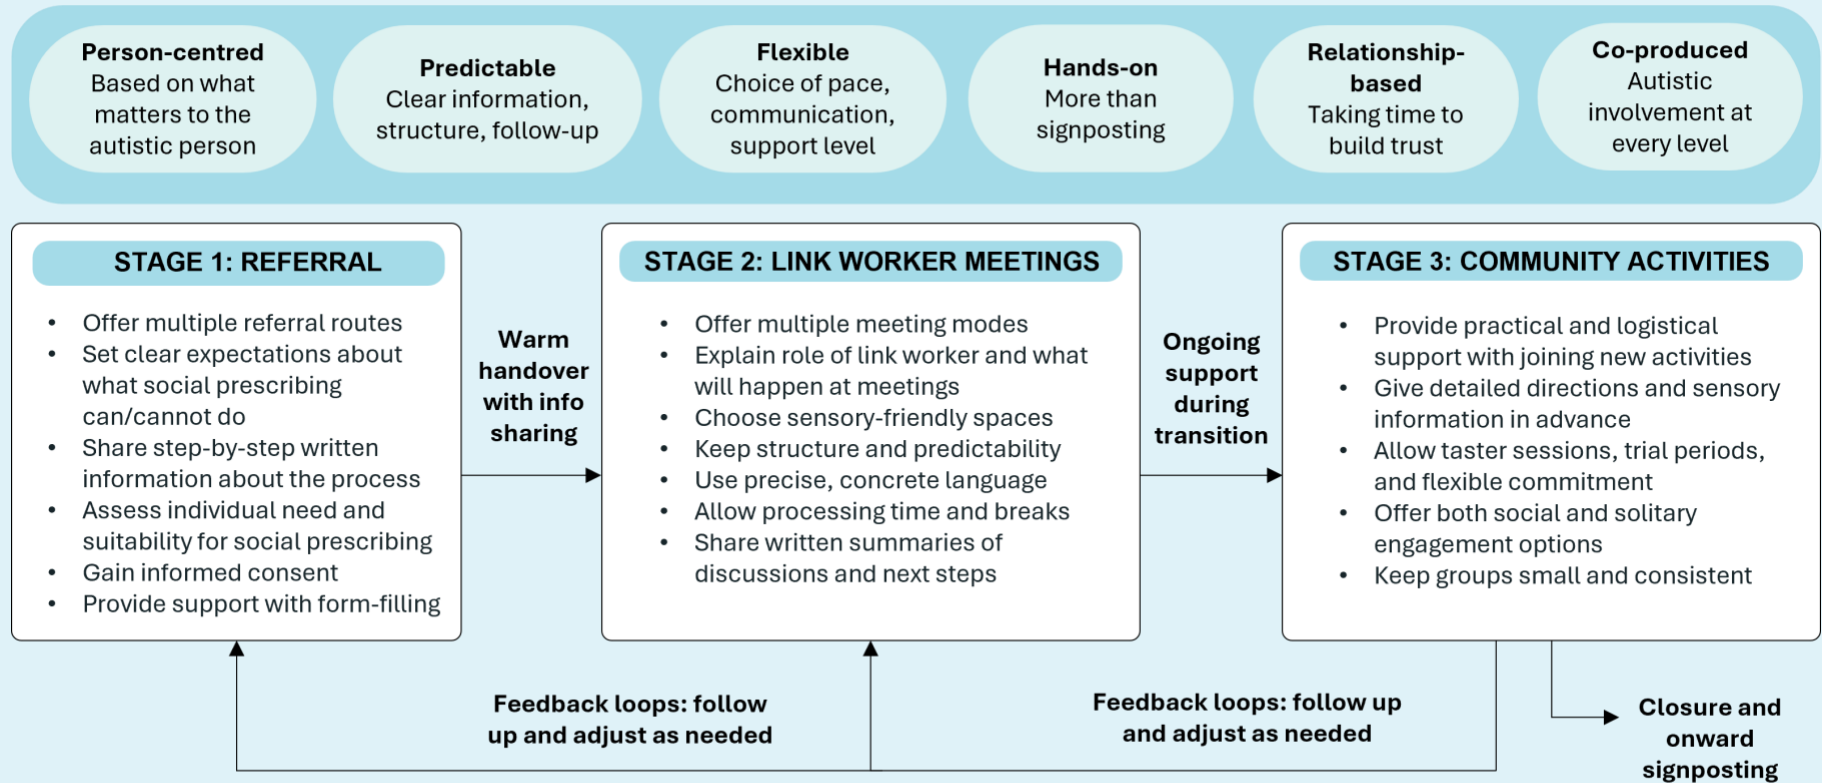 Person-centred
Based on what
matters to the
autistic person
Predictable
Clear information,
structure, follow-up
Flexible
Choice of pace,
communication,
support level
Hands-on
More than
signposting
Relationship-
based
Taking time to
build trust
Co-produced
Autistic
involvement at
every level
STAGE 1: REFERRAL
• Offer multiple referral routes
• Set clear expectations about
what social prescribing
can/cannot do
• Share step-by-step written
information about the process
• Assess individual need and
suitability for social prescribing
• Gain informed consent
• Provide support with form-filling
Warm
handover
with info
sharing
STAGE 2: LINK WORKER MEETINGS
• Offer multiple meeting modes
• Explain role of link worker and what
will happen at meetings
• Choose sensory-friendly spaces
• Keep structure and predictability
• Use precise, concrete language
• Allow processing time and breaks
• Share written summaries of
discussions and next steps
Ongoing
support
during
transition
STAGE 3: COMMUNITY ACTIVITIES
• Provide practical and logistical
support with joining new activities
• Give detailed directions and sensory
information in advance
• Allow taster sessions, trial periods,
and flexible commitment
• Offer both social and solitary
engagement options
• Keep groups small and consistent
Feedback loops: follow
up and adjust as needed
Feedback loops: follow up
and adjust as needed
Closure and
onward
signposting